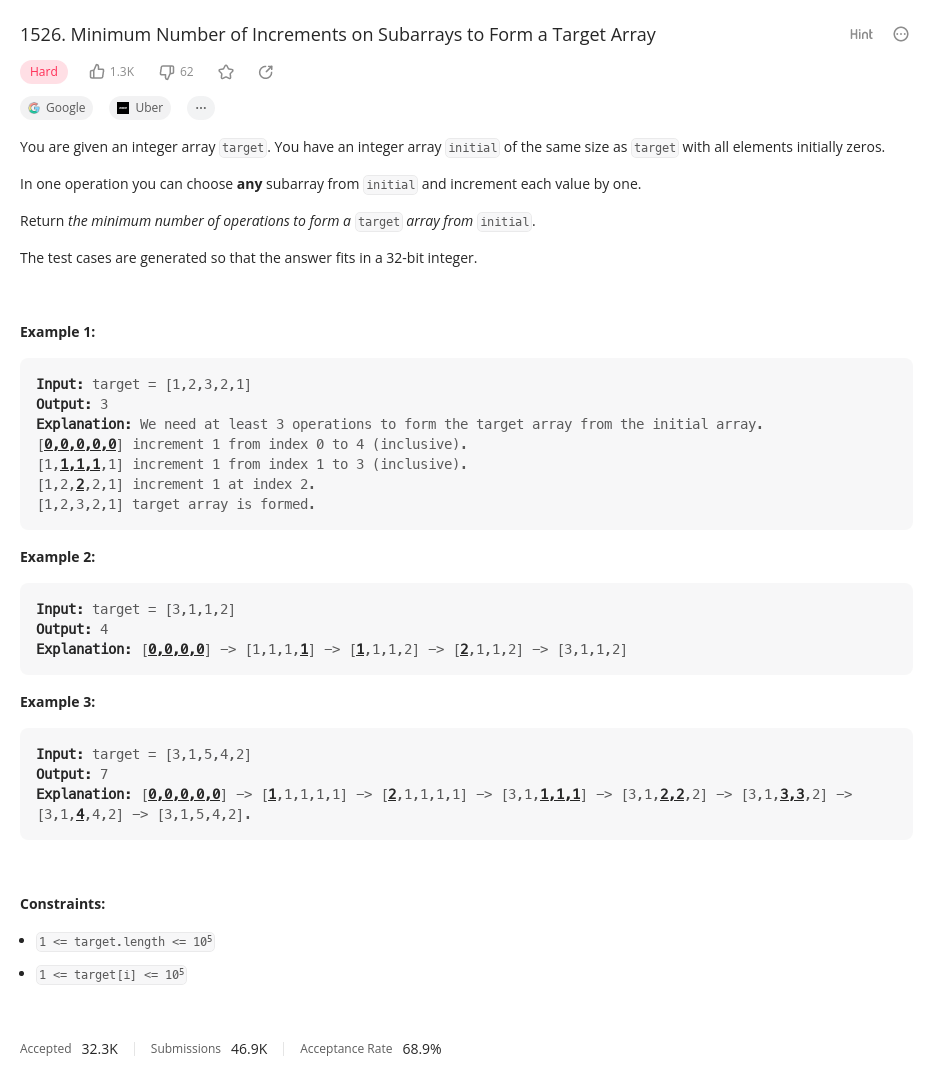 1526. Minimum Number of Increments on Subarrays to Form a Target Array
Hint
Hard 1.3K 62
Google Uber ...
You are given an integer array target. You have an integer array initial of the same size as target with all elements initially zeros.
In one operation you can choose any subarray from initial and increment each value by one.
Return the minimum number of operations to form a target array from initial.
The test cases are generated so that the answer fits in a 32-bit integer.
Example 1:
Input: target = [1,2,3,2,1]
Output: 3
Explanation: We need at least 3 operations to form the target array from the initial array.
[0,0,0,0,0] increment 1 from index 0 to 4 (inclusive).
[1,1,1,1,1] increment 1 from index 1 to 3 (inclusive).
[1,2,2,2,1] increment 1 at index 2.
[1,2,3,2,1] target array is formed.
Example 2:
Input: target = [3,1,1,2]
Output: 4
Explanation: [0,0,0,0] -> [1,1,1,1] -> [1,1,1,2] -> [2,1,1,2] -> [3,1,1,2]
Example 3:
Input: target = [3,1,5,4,2]
Output: 7
Explanation: [0,0,0,0,0] -> [1,1,1,1,1] -> [2,1,1,1,1] -> [3,1,1,1,1] -> [3,1,2,2,2] -> [3,1,3,3,2] ->
[3,1,4,4,2] -> [3,1,5,4,2].
Constraints:
1 <= target.length <= 10⁵
1 <= target[i] <= 10⁵
Accepted 32.3K Submissions 46.9K Acceptance Rate 68.9%